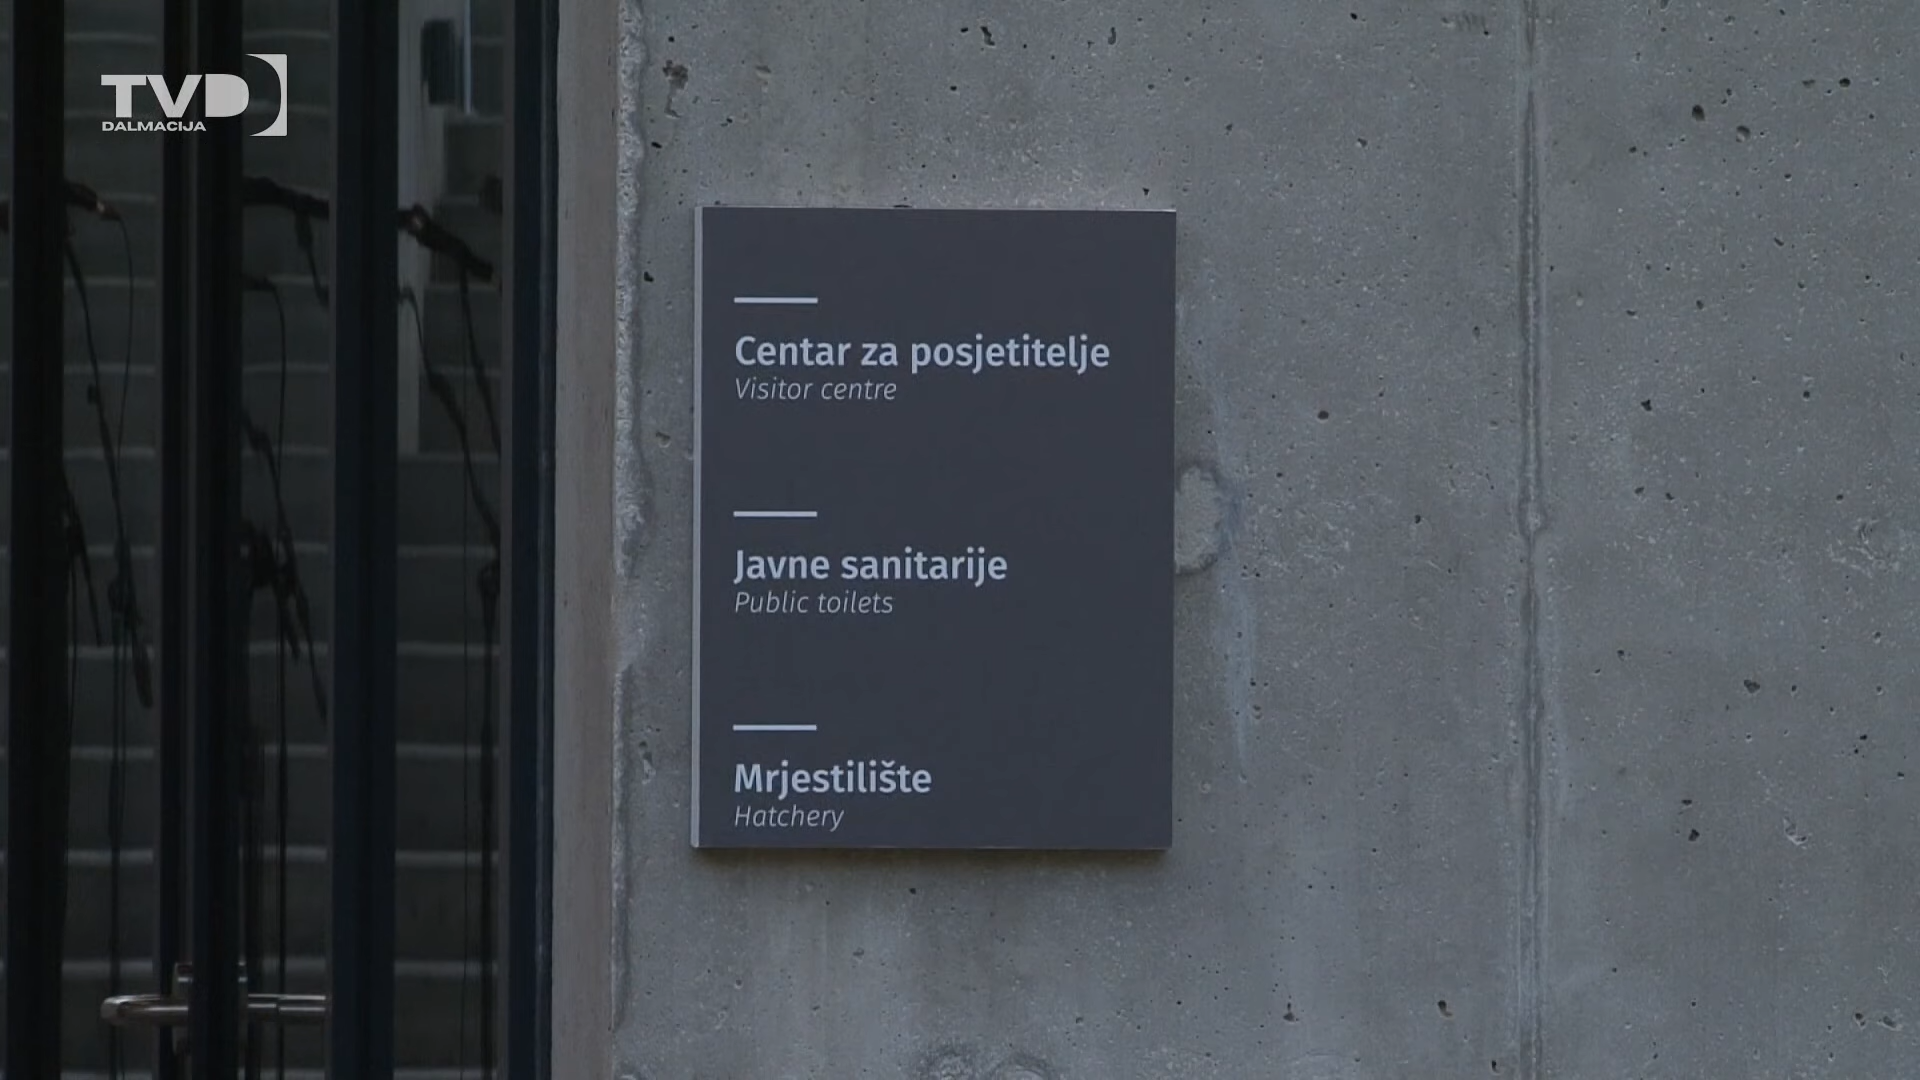 TVD
DALMACIJA
Centar za posjetitelje
Visitor centre
Javne sanitarije
Public toilets
Mrjestilište
Hatchery